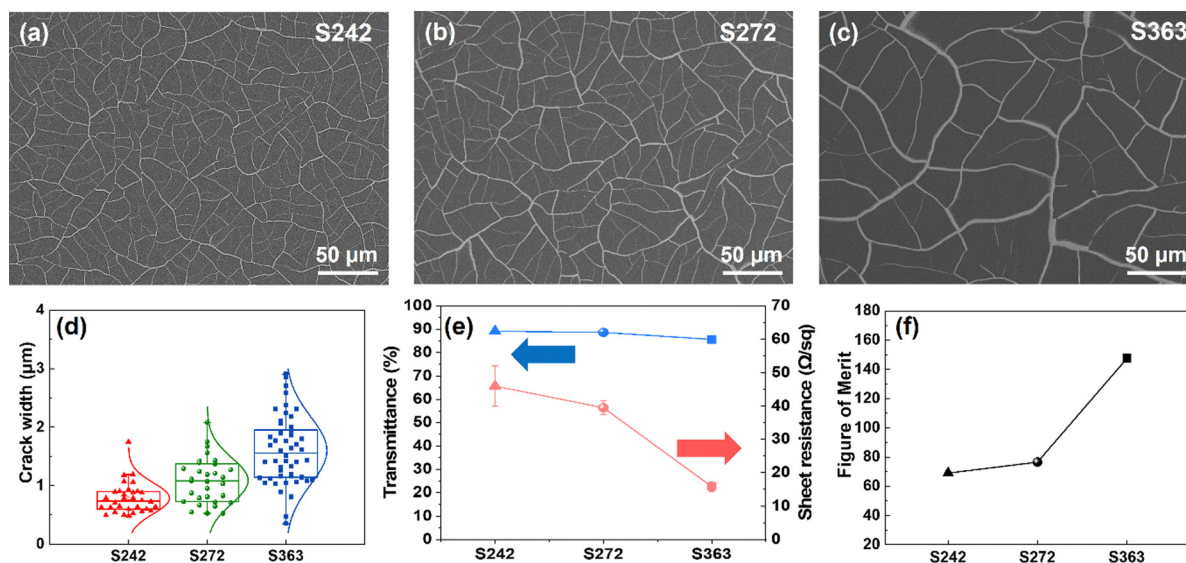 (a) S242
50 µm
(b) S272
50 µm
(c) S363
50 µm
(d)
Crack width (µm)
4
3
2
1
0
S242 S272 S363
(e)
Transmittance (%)
100
90
80
70
60
50
40
30
20
10
0
Sheet resistance (Ω/sq)
70
60
50
40
30
20
10
0
S242 S272 S363
(f)
Figure of Merit
180
160
140
120
100
80
60
40
20
S242 S272 S363